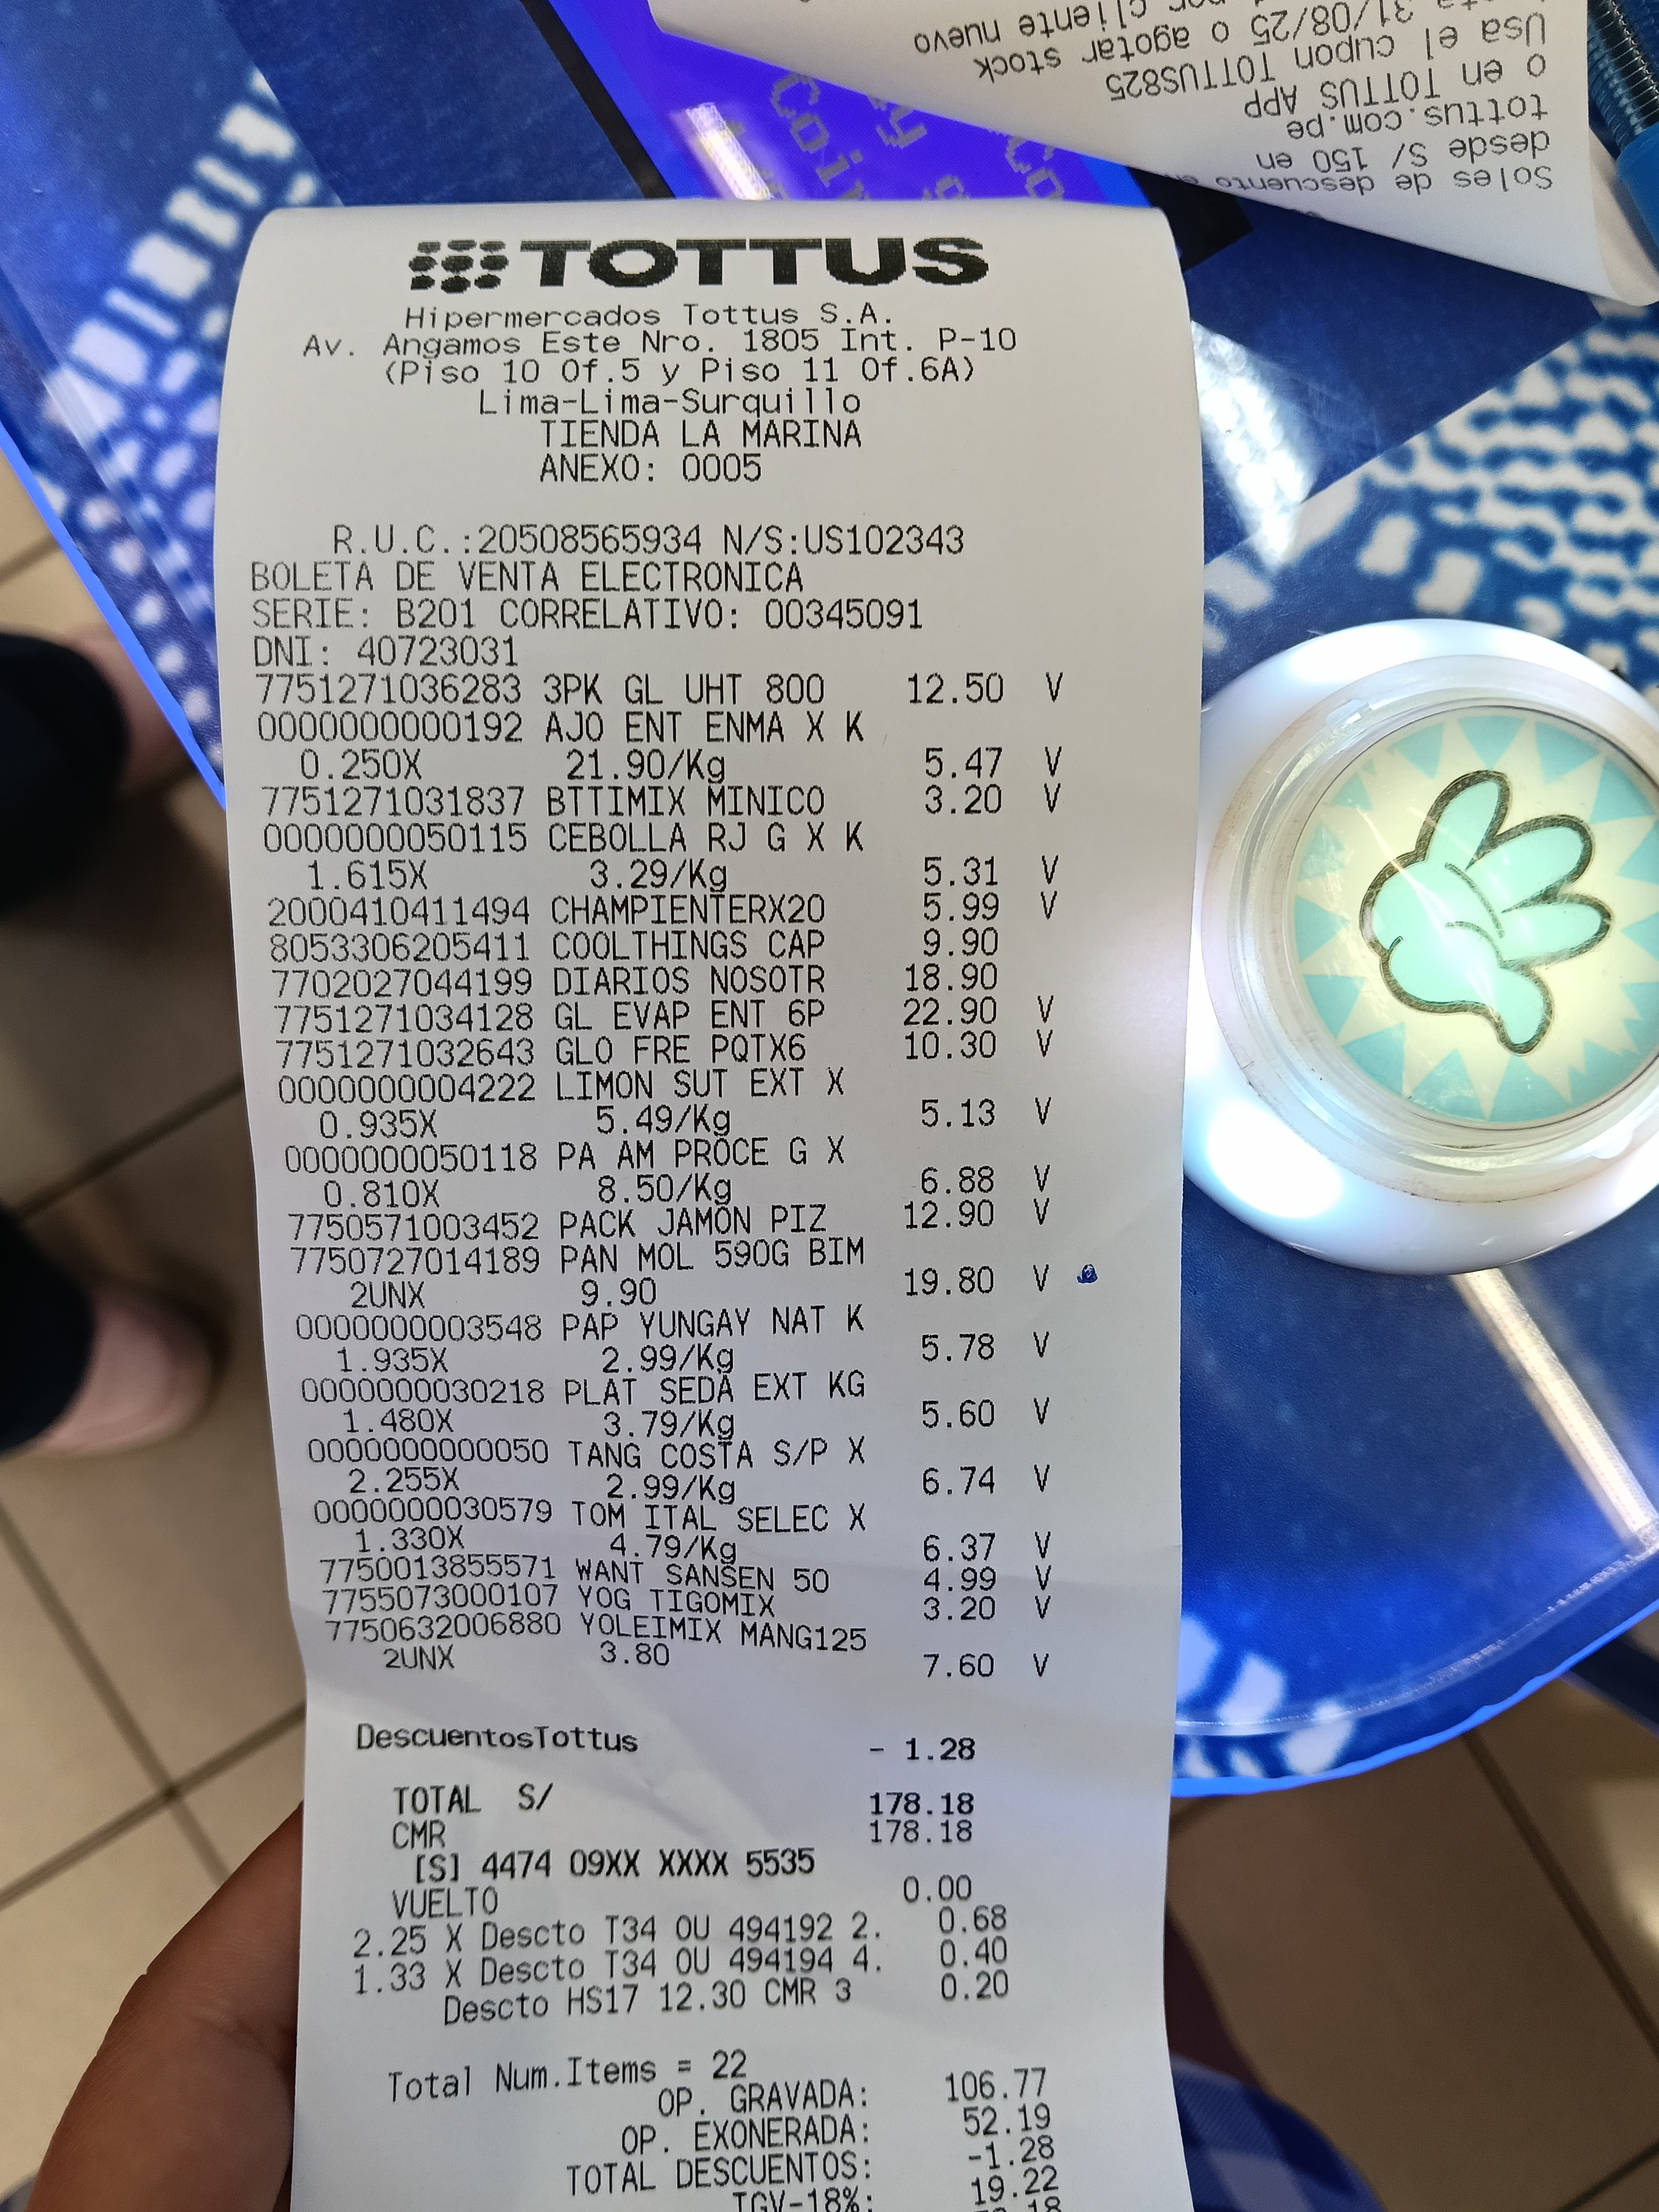 TOTTUS
Hipermercados Tottus S.A.
Av. Angamos Este Nro. 1805 Int. P-10
(Piso 10 Of.5 y Piso 11 Of.6A)
Lima-Lima-Surquillo
TIENDA LA MARINA
ANEXO: 0005
R.U.C.:20508565934 N/S:US102343
BOLETA DE VENTA ELECTRONICA
SERIE: B201 CORRELATIVO: 00345091
DNI: 40723031
7751271036283 3PK GL UHT 800 12.50 V
0000000000192 AJO ENT ENMA X K
0.250X 21.90/Kg 5.47 V
7751271031837 BTTIMIX MINICO 3.20 V
0000000050115 CEBOLLA RJ G X K
1.615X 3.29/Kg 5.31 V
2000410411494 CHAMPIENTERX20 5.99 V
8053306205411 COOLTHINGS CAP 9.90
7702027044199 DIARIOS NOSOTR 18.90
7751271034128 GL EVAP ENT 6P 22.90 V
7751271032643 GLO FRE PQTX6 10.30 V
0000000004222 LIMON SUT EXT X
0.935X 5.49/Kg 5.13 V
0000000050118 PA AM PROCE G X
0.810X 8.50/Kg 6.88 V
7750571003452 PACK JAMON PIZ 12.90 V
7750727014189 PAN MOL 590G BIM
2UNX 9.90 19.80 V
0000000003548 PAP YUNGAY NAT K
1.935X 2.99/Kg 5.78 V
0000000030218 PLAT SEDA EXT KG
1.480X 3.79/Kg 5.60 V
0000000000050 TANG COSTA S/P X
2.255X 2.99/Kg 6.74 V
0000000030579 TOM ITAL SELEC X
1.330X 4.79/Kg 6.37 V
7750013855571 WANT SANSEN 50 4.99 V
7755073000107 YOG TIGOMIX 3.20 V
7750632006880 YOLEIMIX MANG125
2UNX 3.80 7.60 V
DescuentosTottus - 1.28
TOTAL S/ 178.18
CMR 178.18
[S] 4474 09XX XXXX 5535
VUELTO 0.00
2.25 X Descto T34 OU 494192 2. 0.68
1.33 X Descto T34 OU 494194 4. 0.40
Descto HS17 12.30 CMR 3 0.20
Total Num.Items = 22
OP. GRAVADA: 106.77
OP. EXONERADA: 52.19
TOTAL DESCUENTOS: -1.28
IGV-18%: 19.22
Soles de descuento
desde S/ 150 en
tottus.com.pe
o en TOTTUS APP
Usa el cupon TOTTUS825
31/08/25 o agotar stock
cliente nuevo